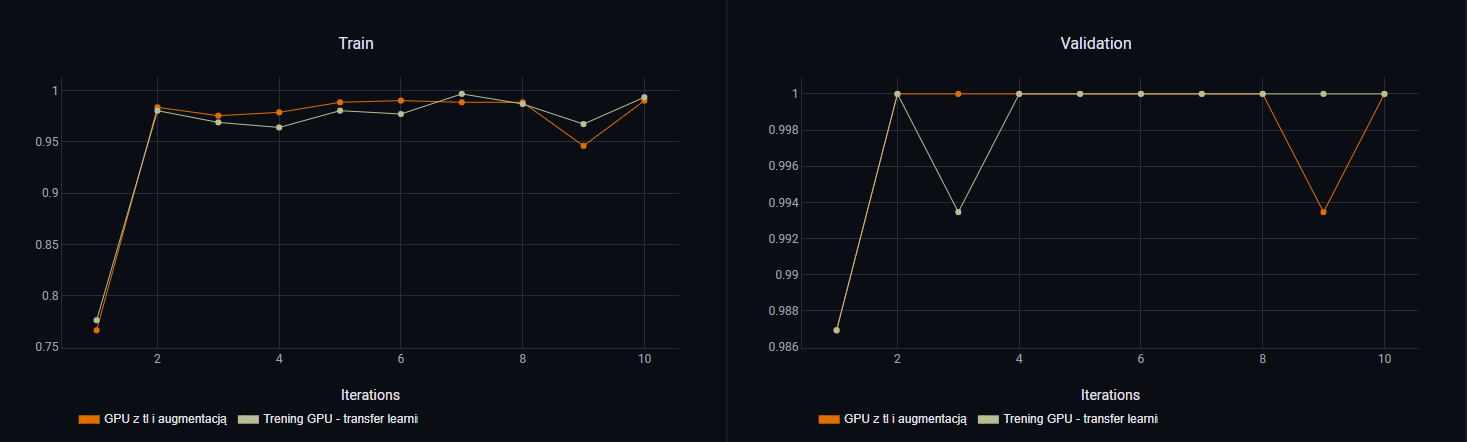 Train
1
0.95
0.9
0.85
0.8
0.75
2 4 6 8 10
Iterations
GPU z tl i augmentacją Trening GPU - transfer learni
Validation
1
0.998
0.996
0.994
0.992
0.99
0.988
0.986
2 4 6 8 10
Iterations
GPU z tl i augmentacją Trening GPU - transfer learni